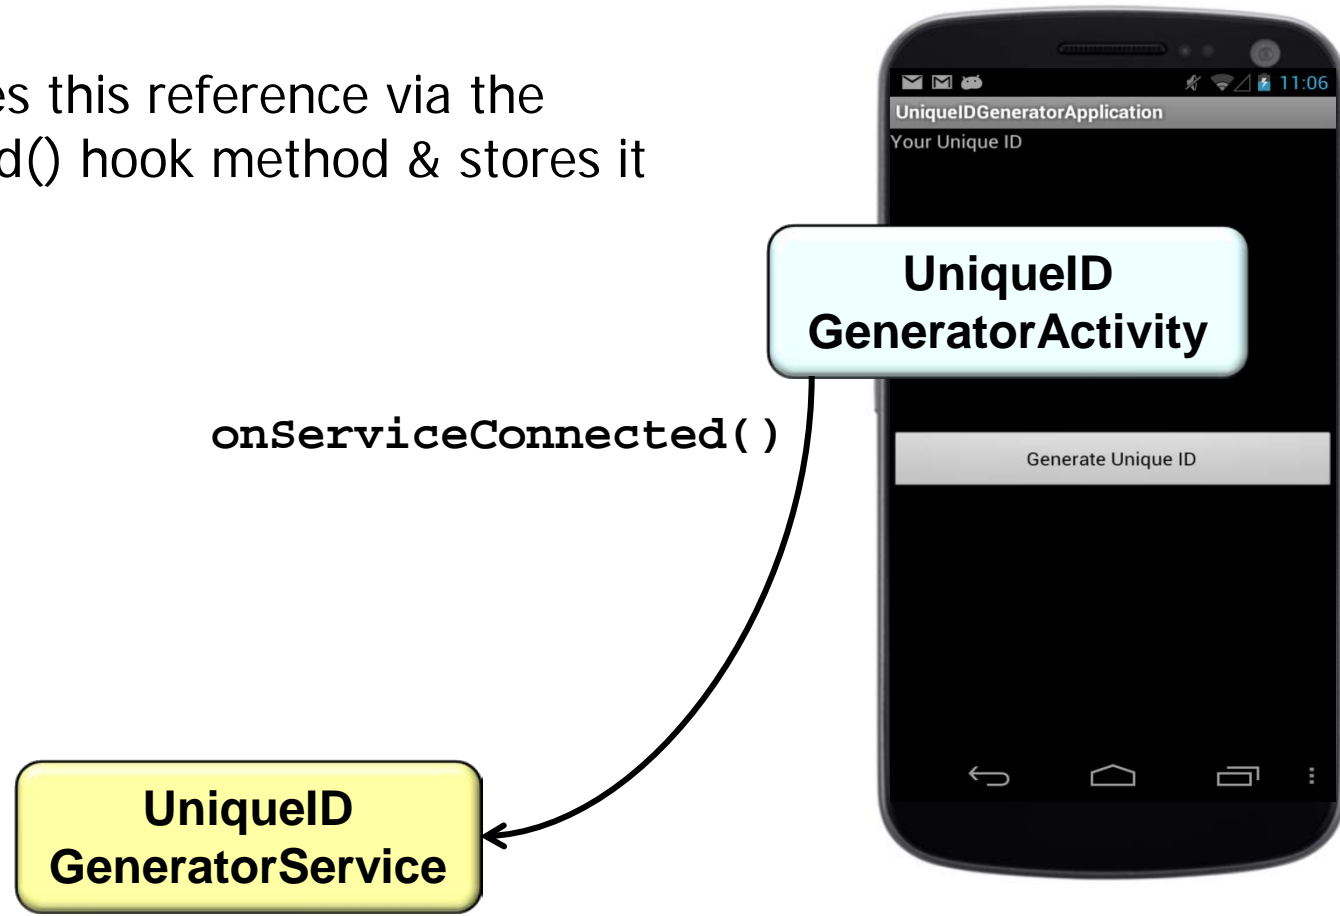 es this reference via the
d() hook method & stores it
11:06
UniqueIDGeneratorApplication
Your Unique ID
UniqueID
GeneratorActivity
onServiceConnected()
Generate Unique ID
UniqueID
GeneratorService